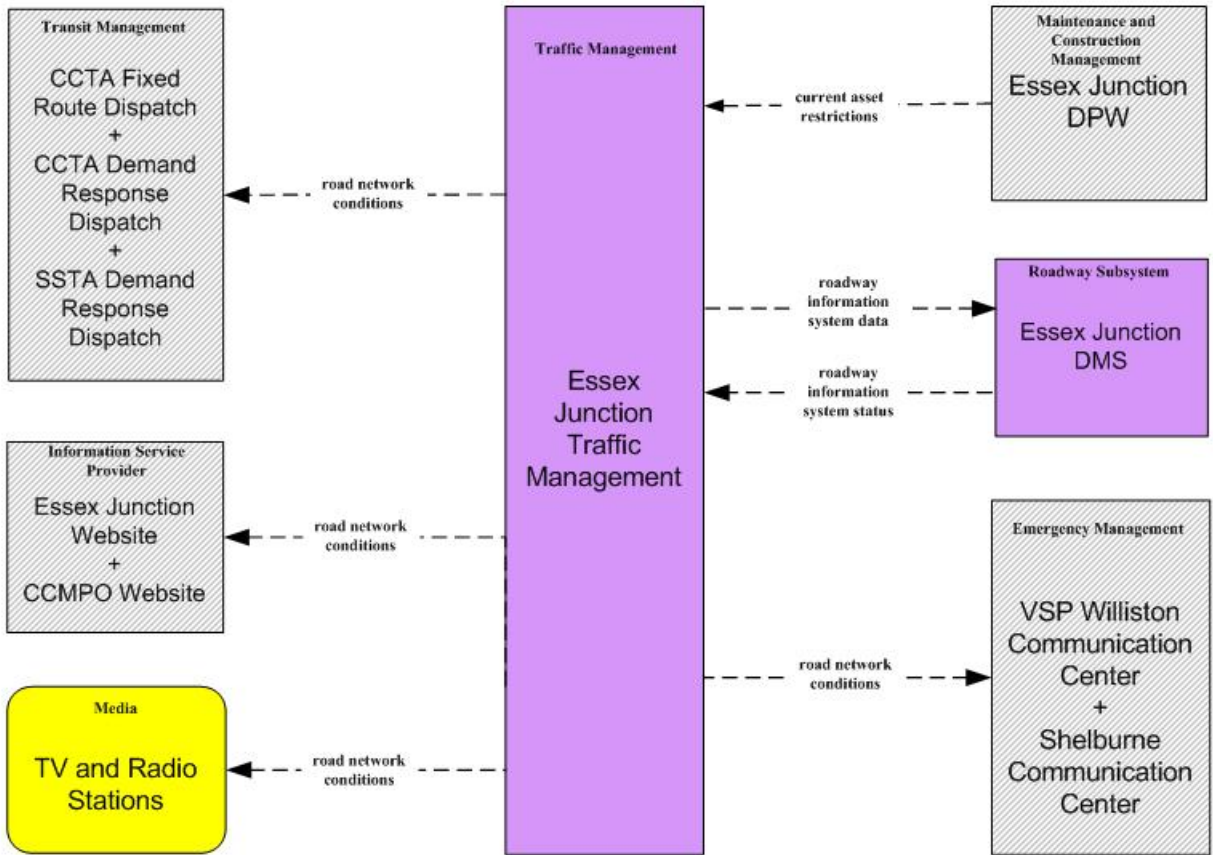 Transit Management
CCTA Fixed
Route Dispatch
+
CCTA Demand
Response
Dispatch
+
SSTA Demand
Response
Dispatch
road network
conditions
Information Service
Provider
Essex Junction
Website
+
CCMPO Website
road network
conditions
Media
TV and Radio
Stations
road network
conditions
Traffic Management
Essex
Junction
Traffic
Management
current asset
restrictions
Maintenance and
Construction
Management
Essex Junction
DPW
roadway
information
system data
roadway
information
system status
Roadway Subsystem
Essex Junction
DMS
road network
conditions
Emergency Management
VSP Williston
Communication
Center
+
Shelburne
Communication
Center